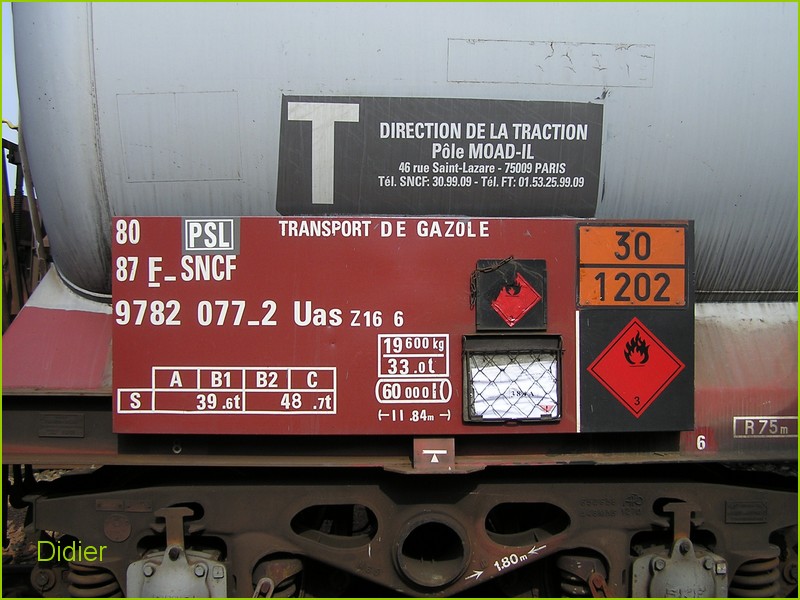 T
DIRECTION DE LA TRACTION
Pôle MOAD-IL
46 rue Saint-Lazare - 75009 PARIS
Tél. SNCF: 30.99.09 - Tél. FT: 01.53.25.99.09
80 PSL TRANSPORT DE GAZOLE
87 F-SNCF
9782 077-2 Uas Z16 6
30
1202
19 600 kg
33.0t
60 000 l
(-11.84m-)
A B1 B2 C
S 39.6t 48.7t
3
6
R 75m
1.80m
Didier